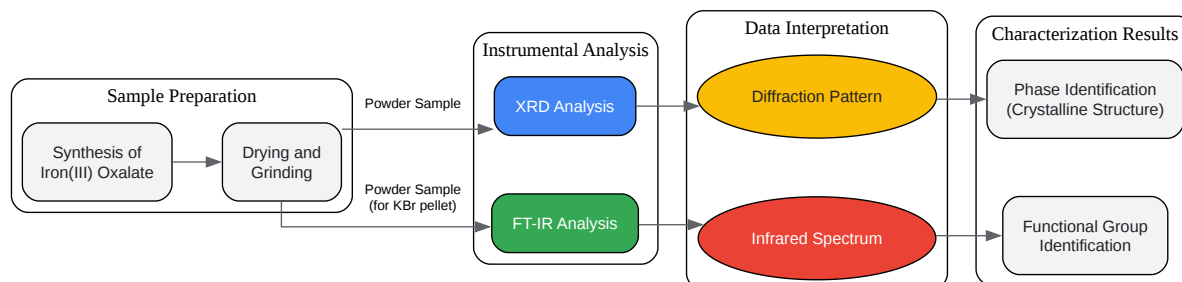 Sample Preparation
Synthesis of
Iron(III) Oxalate
Drying and
Grinding
Powder Sample
Powder Sample
(for KBr pellet)
Instrumental Analysis
XRD Analysis
FT-IR Analysis
Data Interpretation
Diffraction Pattern
Infrared Spectrum
Characterization Results
Phase Identification
(Crystalline Structure)
Functional Group
Identification